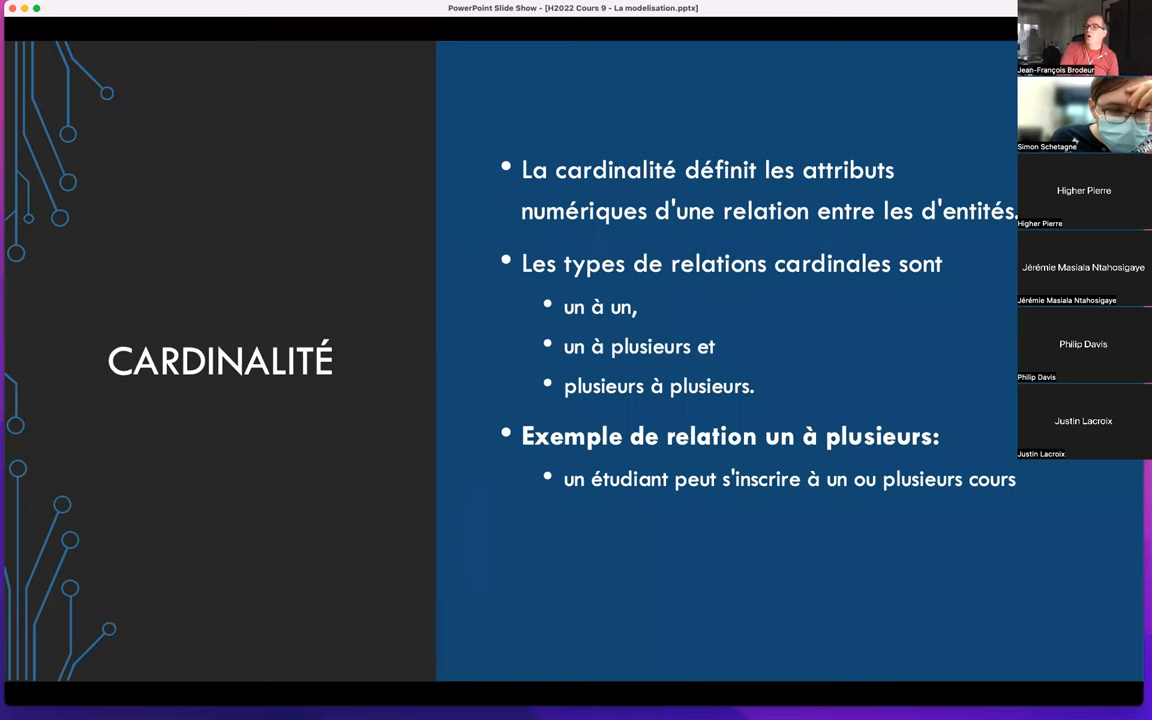 PowerPoint Slide Show - [H2022 Cours 9 - La modelisation.pptx]
CARDINALITÉ
• La cardinalité définit les attributs
numériques d'une relation entre les d'entités.
• Les types de relations cardinales sont
• un à un,
• un à plusieurs et
• plusieurs à plusieurs.
• Exemple de relation un à plusieurs:
• un étudiant peut s'inscrire à un ou plusieurs cours
Jean-François Brodeur
Simon Schetagne
Higher Pierre
Higher Pierre
Jérémie Masiala Ntahosigaye
Jérémie Masiala Ntahosigaye
Philip Davis
Philip Davis
Justin Lacroix
Justin Lacroix